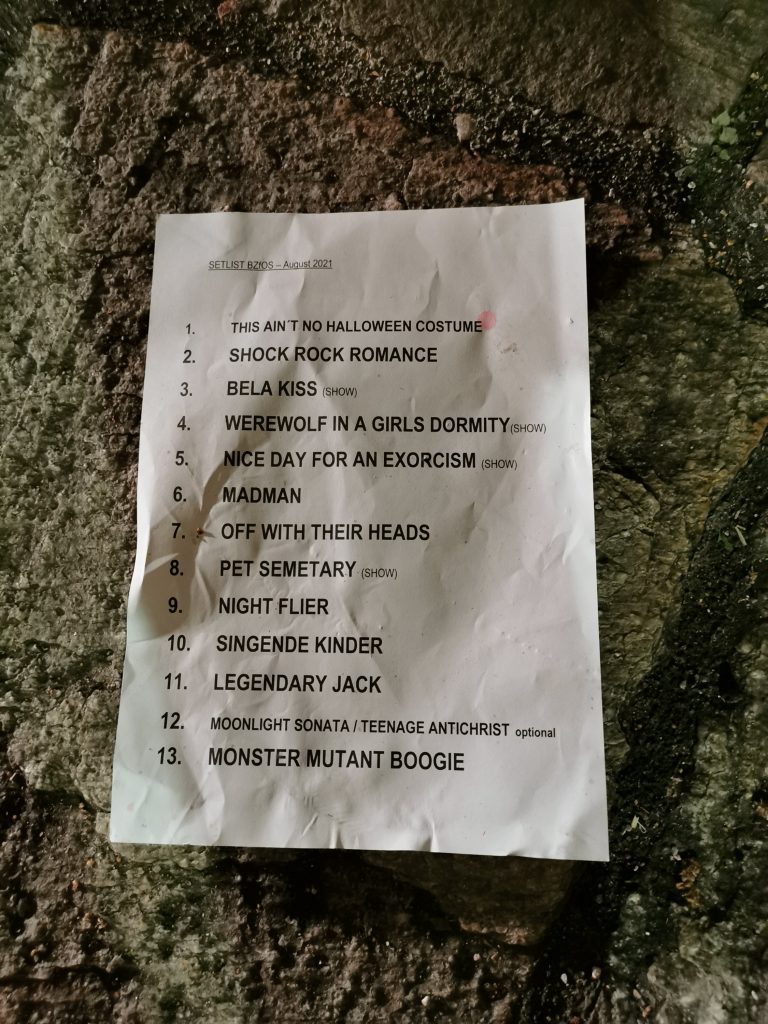 SETLIST BZfOS – August 2021
1. THIS AIN´T NO HALLOWEEN COSTUME
2. SHOCK ROCK ROMANCE
3. BELA KISS (SHOW)
4. WEREWOLF IN A GIRLS DORMITY(SHOW)
5. NICE DAY FOR AN EXORCISM (SHOW)
6. MADMAN
7. OFF WITH THEIR HEADS
8. PET SEMETARY (SHOW)
9. NIGHT FLIER
10. SINGENDE KINDER
11. LEGENDARY JACK
12. MOONLIGHT SONATA / TEENAGE ANTICHRIST optional
13. MONSTER MUTANT BOOGIE